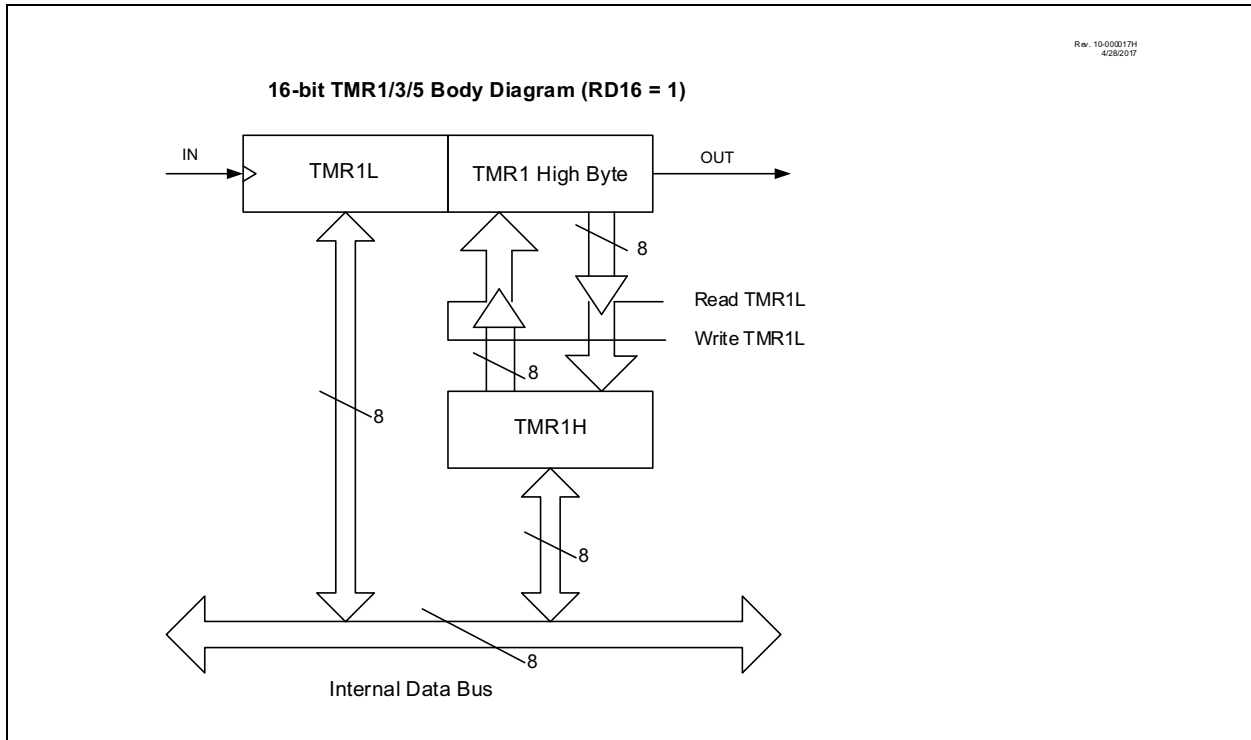 Rev. 10-000017H
4/28/2017
16-bit TMR1/3/5 Body Diagram (RD16 = 1)
IN
TMR1L
TMR1 High Byte
OUT
8
Read TMR1L
Write TMR1L
8
8
TMR1H
8
8
Internal Data Bus